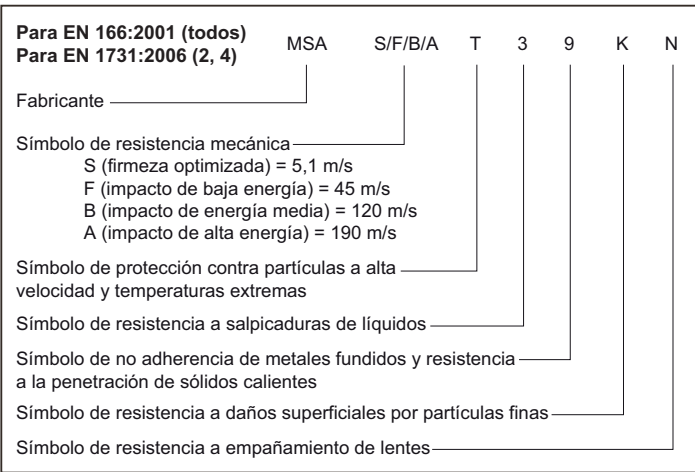 Para EN 166:2001 (todos)
Para EN 1731:2006 (2, 4)
MSA S/F/B/A T 3 9 K N
Fabricante
Símbolo de resistencia mecánica
S (firmeza optimizada) = 5,1 m/s
F (impacto de baja energía) = 45 m/s
B (impacto de energía media) = 120 m/s
A (impacto de alta energía) = 190 m/s
Símbolo de protección contra partículas a alta
velocidad y temperaturas extremas
Símbolo de resistencia a salpicaduras de líquidos
Símbolo de no adherencia de metales fundidos y resistencia
a la penetración de sólidos calientes
Símbolo de resistencia a daños superficiales por partículas finas
Símbolo de resistencia a empañamiento de lentes